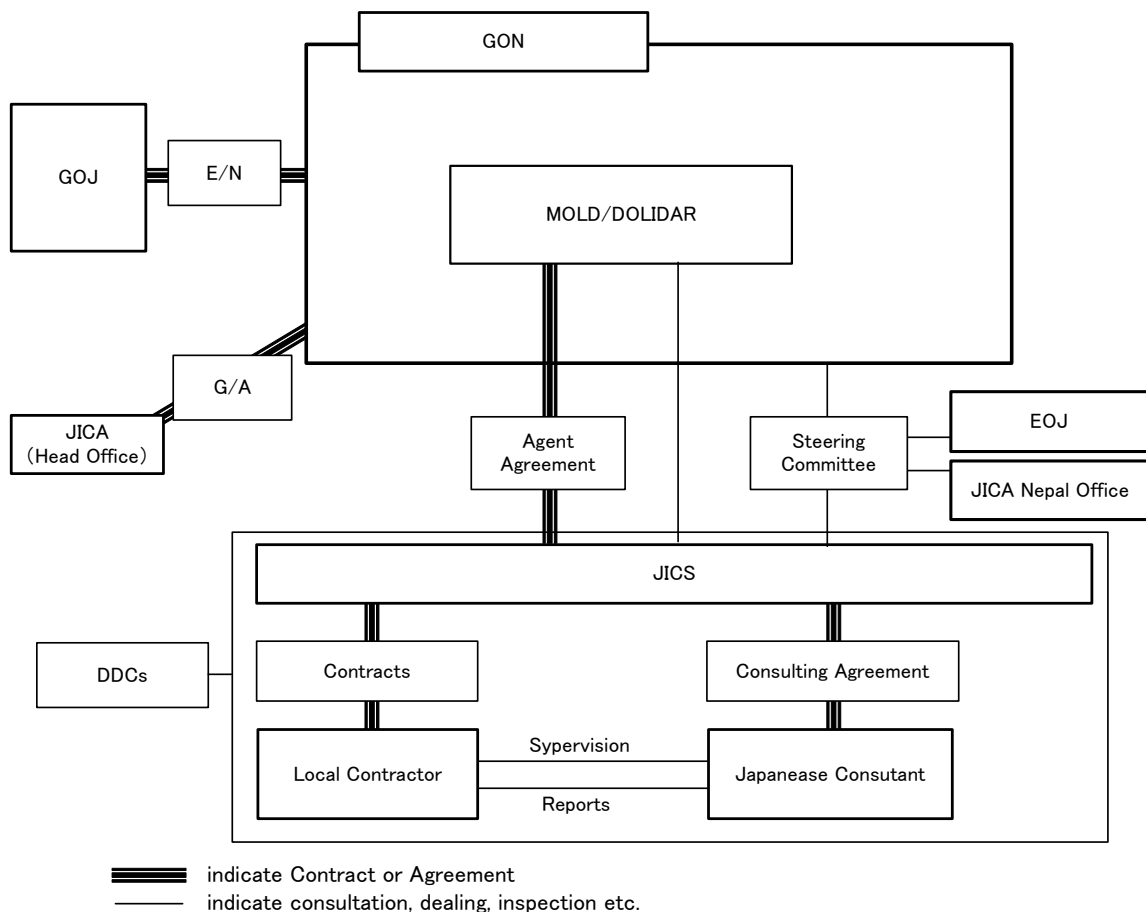 GON
GOJ
E/N
MOLD/DOLIDAR
G/A
JICA
(Head Office)
Agent
Agreement
Steering
Committee
EOJ
JICA Nepal Office
JICS
DDCs
Contracts
Consulting Agreement
Sypervision
Local Contractor
Japanease Consutant
Reports
indicate Contract or Agreement
indicate consultation, dealing, inspection etc.